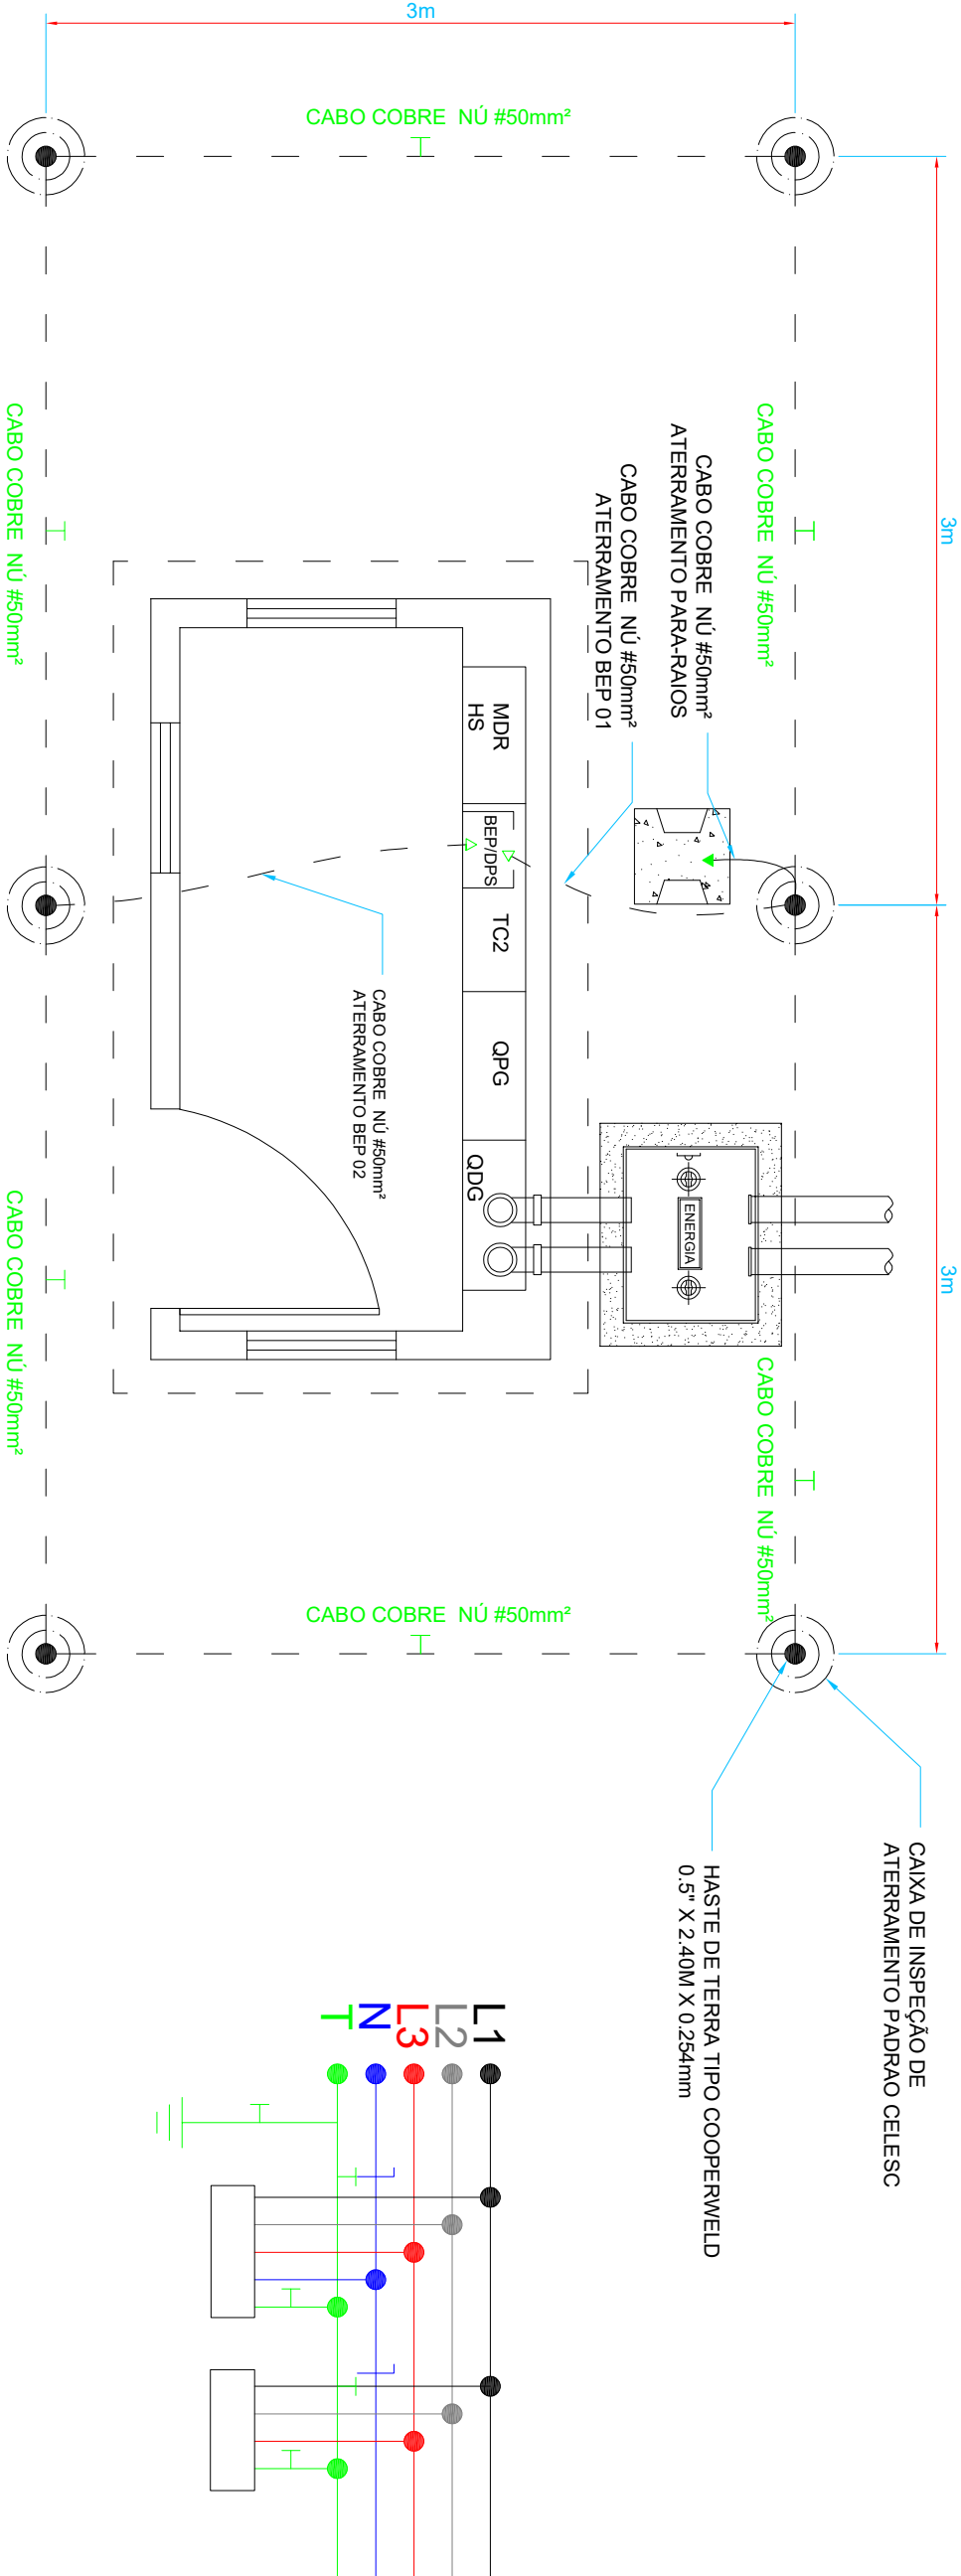 3m
CABO COBRE  NÚ #50mm²
3m
3m
CABO COBRE  NÚ #50mm²
CABO COBRE  NÚ #50mm²
CABO COBRE  NÚ #50mm²
ATERRAMENTO PARA-RAIOS
CABO COBRE  NÚ #50mm²
ATERRAMENTO BEP 01
MDR
HS
BEP/DPS
TC2
QPG
QDG
CABO COBRE  NÚ #50mm²
ATERRAMENTO BEP 02
ENERGIA
CABO COBRE  NÚ #50mm²
CABO COBRE  NÚ #50mm²
CABO COBRE  NÚ #50mm²
CAIXA DE INSPEÇÃO DE
ATERRAMENTO PADRAO CELESC
HASTE DE TERRA TIPO COOPERWELD
0.5" X 2.40M X 0.254mm
L1
L2
L3
N
T